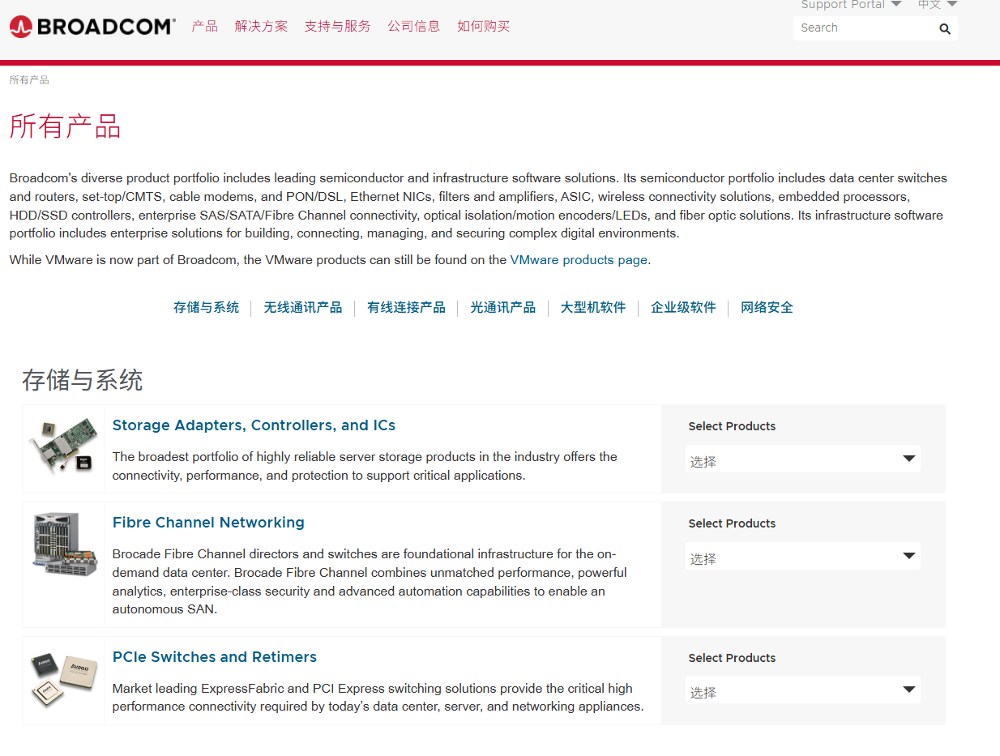 Support Portal 中文
BROADCOM 产品 解决方案 支持与服务 公司信息 如何购买
Search
所有产品
所有产品
Broadcom's diverse product portfolio includes leading semiconductor and infrastructure software solutions. Its semiconductor portfolio includes data center switches
and routers, set-top/CMTS, cable modems, and PON/DSL, Ethernet NICs, filters and amplifiers, ASIC, wireless connectivity solutions, embedded processors,
HDD/SSD controllers, enterprise SAS/SATA/Fibre Channel connectivity, optical isolation/motion encoders/LEDs, and fiber optic solutions. Its infrastructure software
portfolio includes enterprise solutions for building, connecting, managing, and securing complex digital environments.
While VMware is now part of Broadcom, the VMware products can still be found on the VMware products page.
存储与系统 无线通讯产品 有线连接产品 光通讯产品 大型机软件 企业级软件 网络安全
存储与系统
Storage Adapters, Controllers, and ICs
The broadest portfolio of highly reliable server storage products in the industry offers the
connectivity, performance, and protection to support critical applications.
Select Products
选择
Fibre Channel Networking
Brocade Fibre Channel directors and switches are foundational infrastructure for the on-
demand data center. Brocade Fibre Channel combines unmatched performance, powerful
analytics, enterprise-class security and advanced automation capabilities to enable an
autonomous SAN.
Select Products
选择
PCIe Switches and Retimers
Market leading ExpressFabric and PCI Express switching solutions provide the critical high
performance connectivity required by today's data center, server, and networking appliances.
Select Products
选择
AVAGO
AVAGO